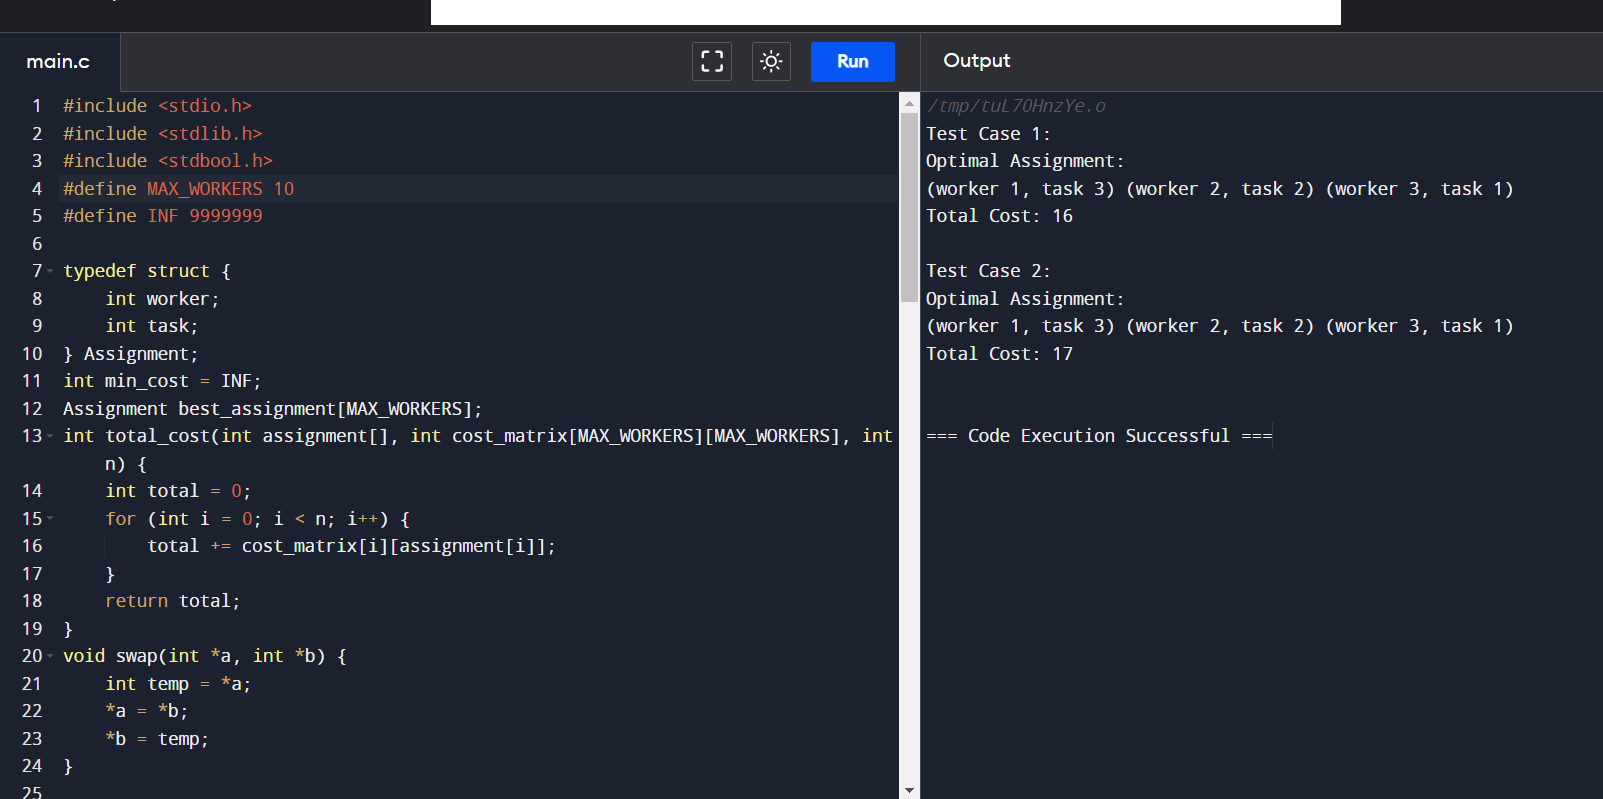 main.c
Run
Output
1 #include <stdio.h>
2 #include <stdlib.h>
3 #include <stdbool.h>
4 #define MAX_WORKERS 10
5 #define INF 9999999
6
7 typedef struct {
8     int worker;
9     int task;
10 } Assignment;
11 int min_cost = INF;
12 Assignment best_assignment[MAX_WORKERS];
13 int total_cost(int assignment[], int cost_matrix[MAX_WORKERS][MAX_WORKERS], int
n) {
14     int total = 0;
15     for (int i = 0; i < n; i++) {
16         total += cost_matrix[i][assignment[i]];
17     }
18     return total;
19 }
20 void swap(int *a, int *b) {
21     int temp = *a;
22     *a = *b;
23     *b = temp;
24 }
25
/tmp/tuL70HnzYe.o
Test Case 1:
Optimal Assignment:
(worker 1, task 3) (worker 2, task 2) (worker 3, task 1)
Total Cost: 16
Test Case 2:
Optimal Assignment:
(worker 1, task 3) (worker 2, task 2) (worker 3, task 1)
Total Cost: 17
=== Code Execution Successful ===